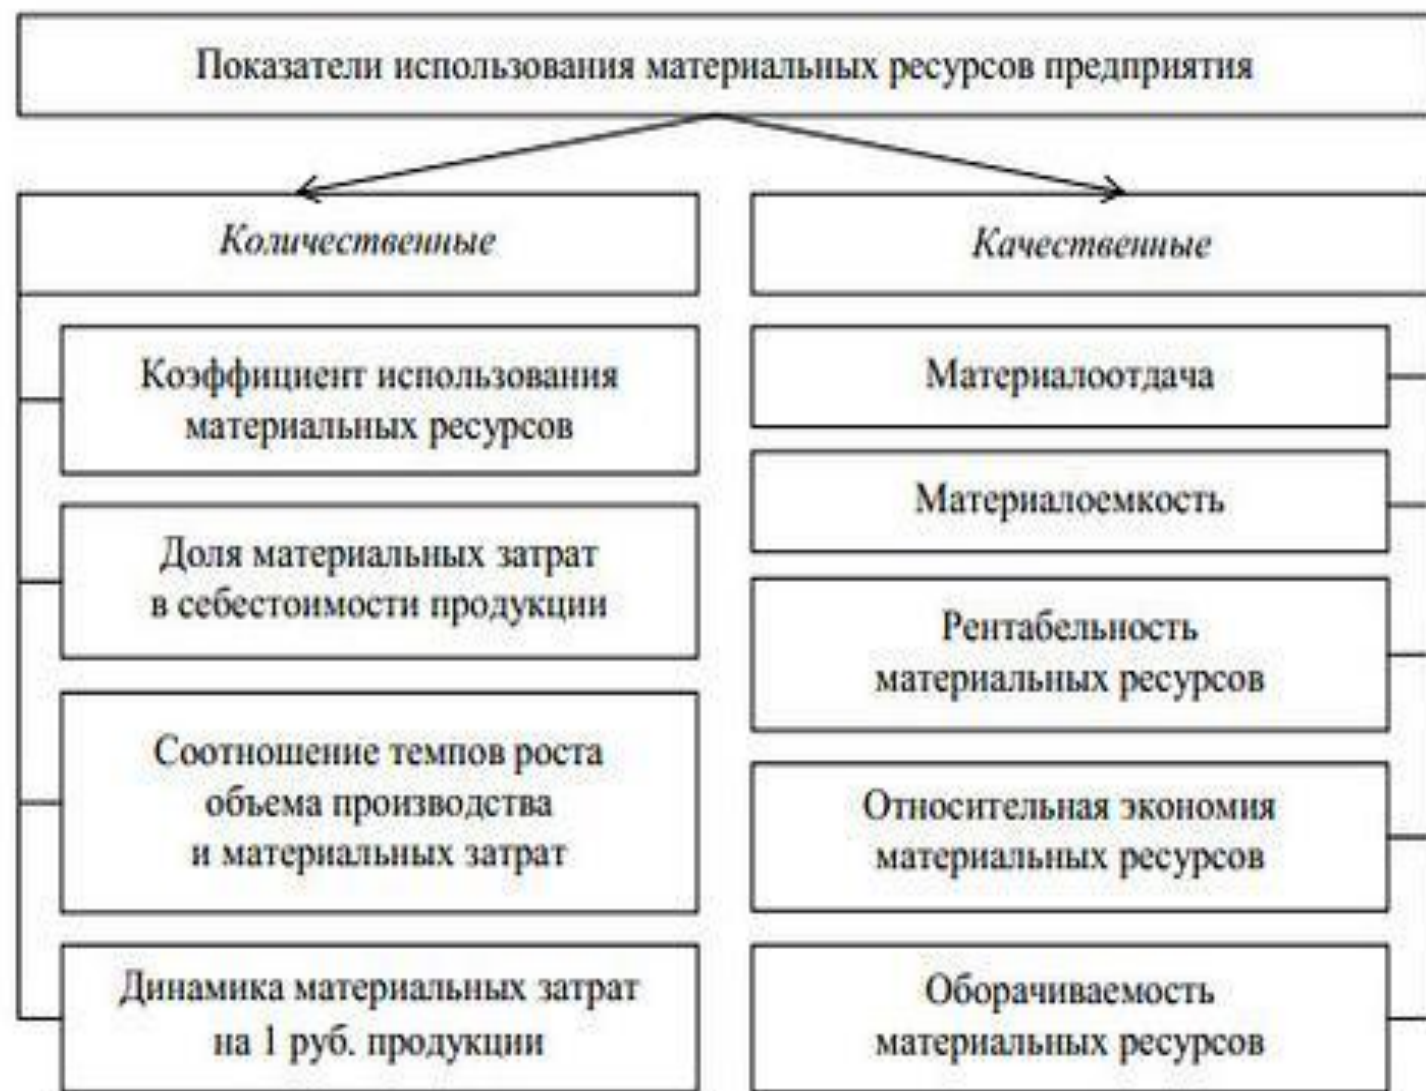 Показатели использования материальных ресурсов предприятия
Количественные
Коэффициент использования
материальных ресурсов
Доля материальных затрат
в себестоимости продукции
Соотношение темпов роста
объема производства
и материальных затрат
Динамика материальных затрат
на 1 руб. продукции
Качественные
Материалоотдача
Материалоемкость
Рентабельность
материальных ресурсов
Относительная экономия
материальных ресурсов
Оборачиваемость
материальных ресурсов